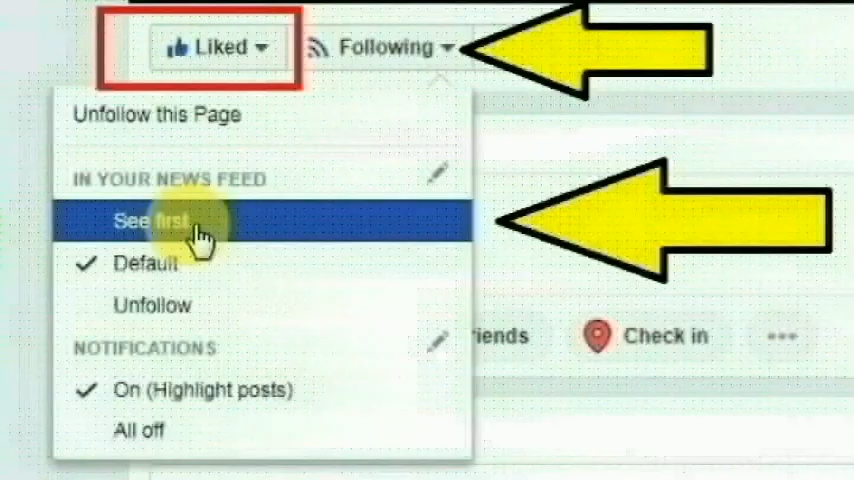 Liked Following
Unfollow this Page
IN YOUR NEWS FEED
See first
Default
Unfollow
riends Check in
NOTIFICATIONS
On (Highlight posts)
All off